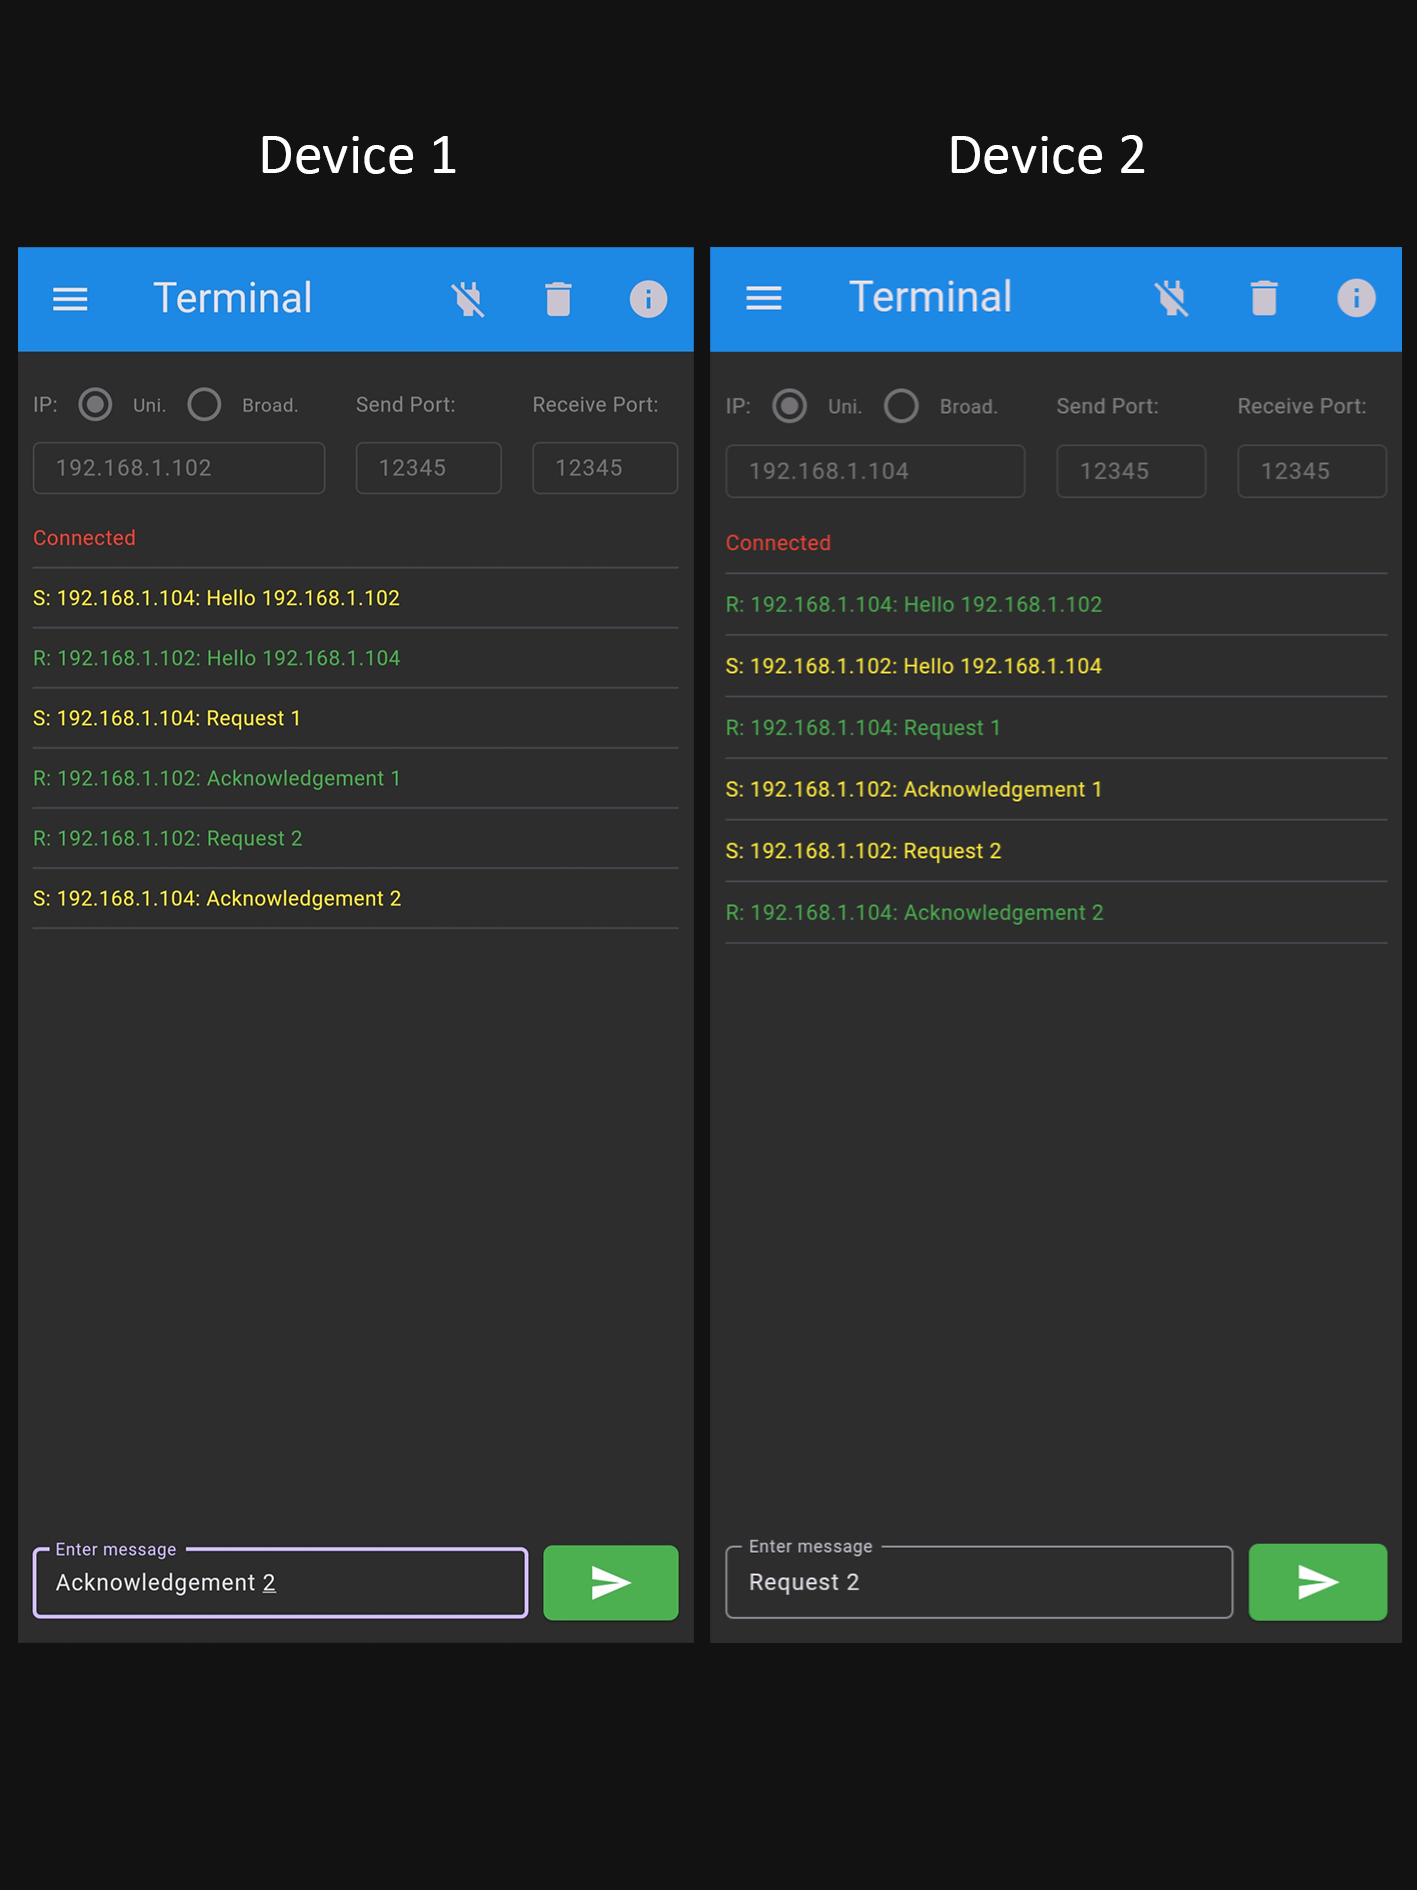 Device 1
Terminal
IP: Uni. Broad. Send Port: Receive Port:
192.168.1.102 12345 12345
Connected
S: 192.168.1.104: Hello 192.168.1.102
R: 192.168.1.102: Hello 192.168.1.104
S: 192.168.1.104: Request 1
R: 192.168.1.102: Acknowledgement 1
R: 192.168.1.102: Request 2
S: 192.168.1.104: Acknowledgement 2
Enter message
Acknowledgement 2
Device 2
Terminal
IP: Uni. Broad. Send Port: Receive Port:
192.168.1.104 12345 12345
Connected
R: 192.168.1.104: Hello 192.168.1.102
S: 192.168.1.102: Hello 192.168.1.104
R: 192.168.1.104: Request 1
S: 192.168.1.102: Acknowledgement 1
S: 192.168.1.102: Request 2
R: 192.168.1.104: Acknowledgement 2
Enter message
Request 2